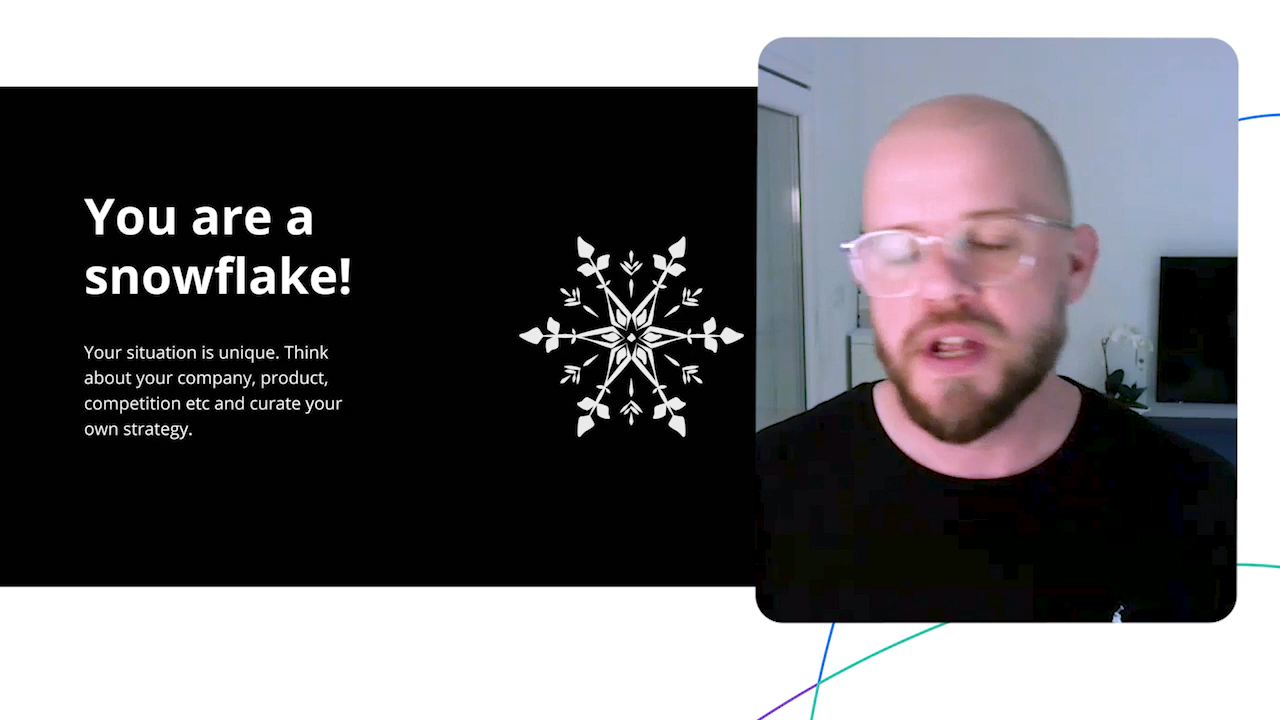 You are a
snowflake!
Your situation is unique. Think
about your company, product,
competition etc and curate your
own strategy.